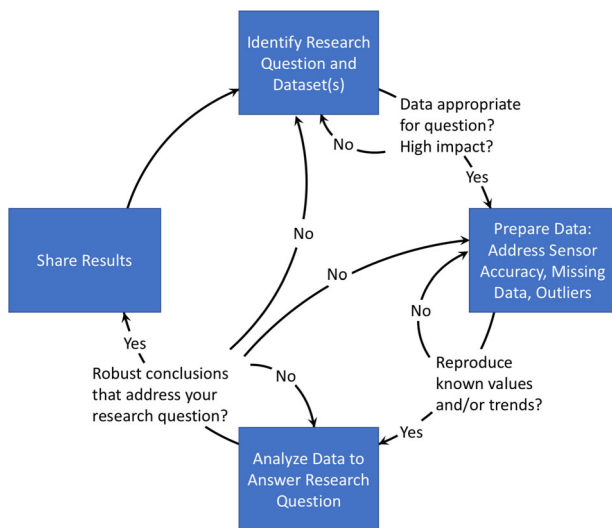 Identify Research
Question and
Dataset(s)
Data appropriate
for question?
High impact?
No
Yes
Prepare Data:
Address Sensor
Accuracy, Missing
Data, Outliers
No
Reproduce
known values
and/or trends?
Yes
Analyze Data to
Answer Research
Question
Robust conclusions
that address your
research question?
No
No
No
Yes
Share Results